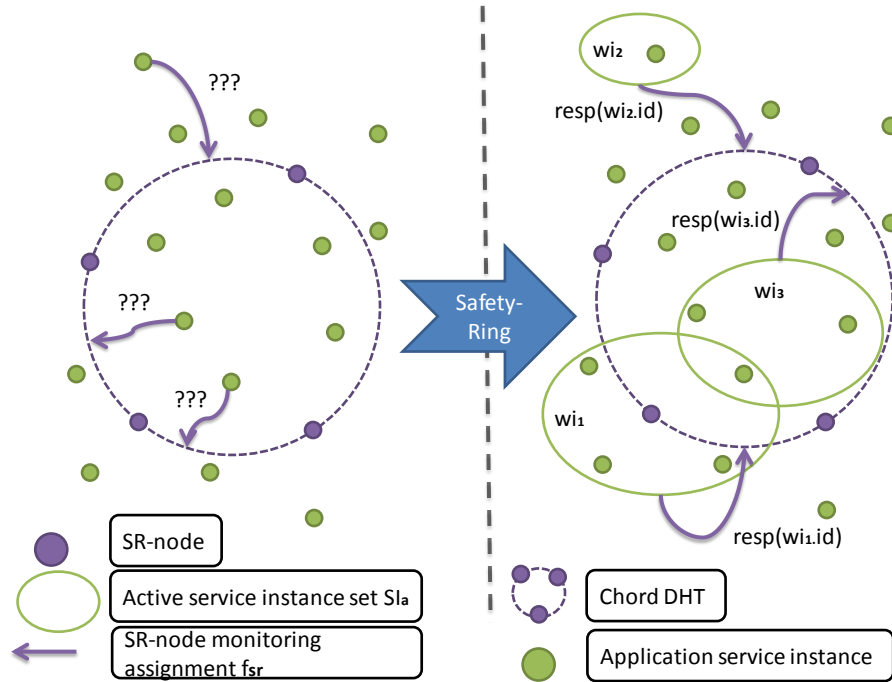 ???
???
???
Safety-
Ring
wi₂
resp(wi₂.id)
resp(wi₃.id)
wi₃
wi₁
resp(wi₁.id)
SR-node
Active service instance set SIₐ
SR-node monitoring
assignment fₛᵣ
Chord DHT
Application service instance